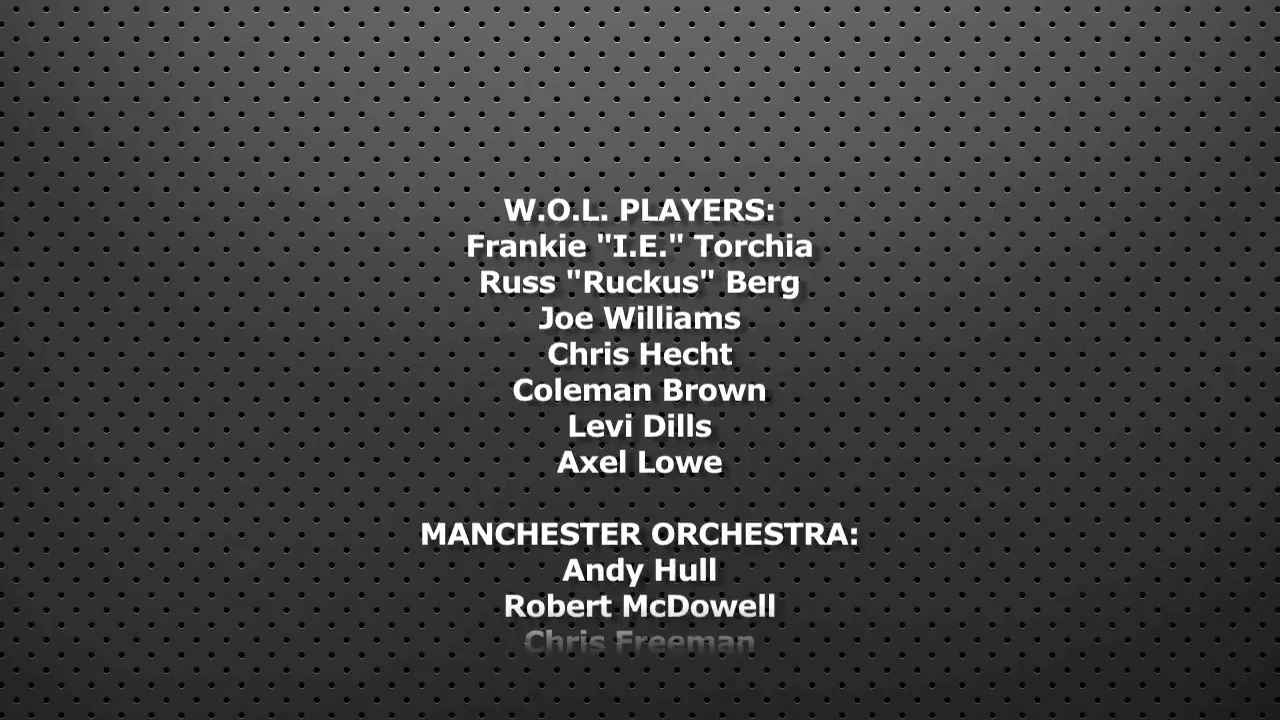 W.O.L. PLAYERS:
Frankie "I.E." Torchia
Russ "Ruckus" Berg
Joe Williams
Chris Hecht
Coleman Brown
Levi Dills
Axel Lowe
MANCHESTER ORCHESTRA:
Andy Hull
Robert McDowell
Chris Freeman